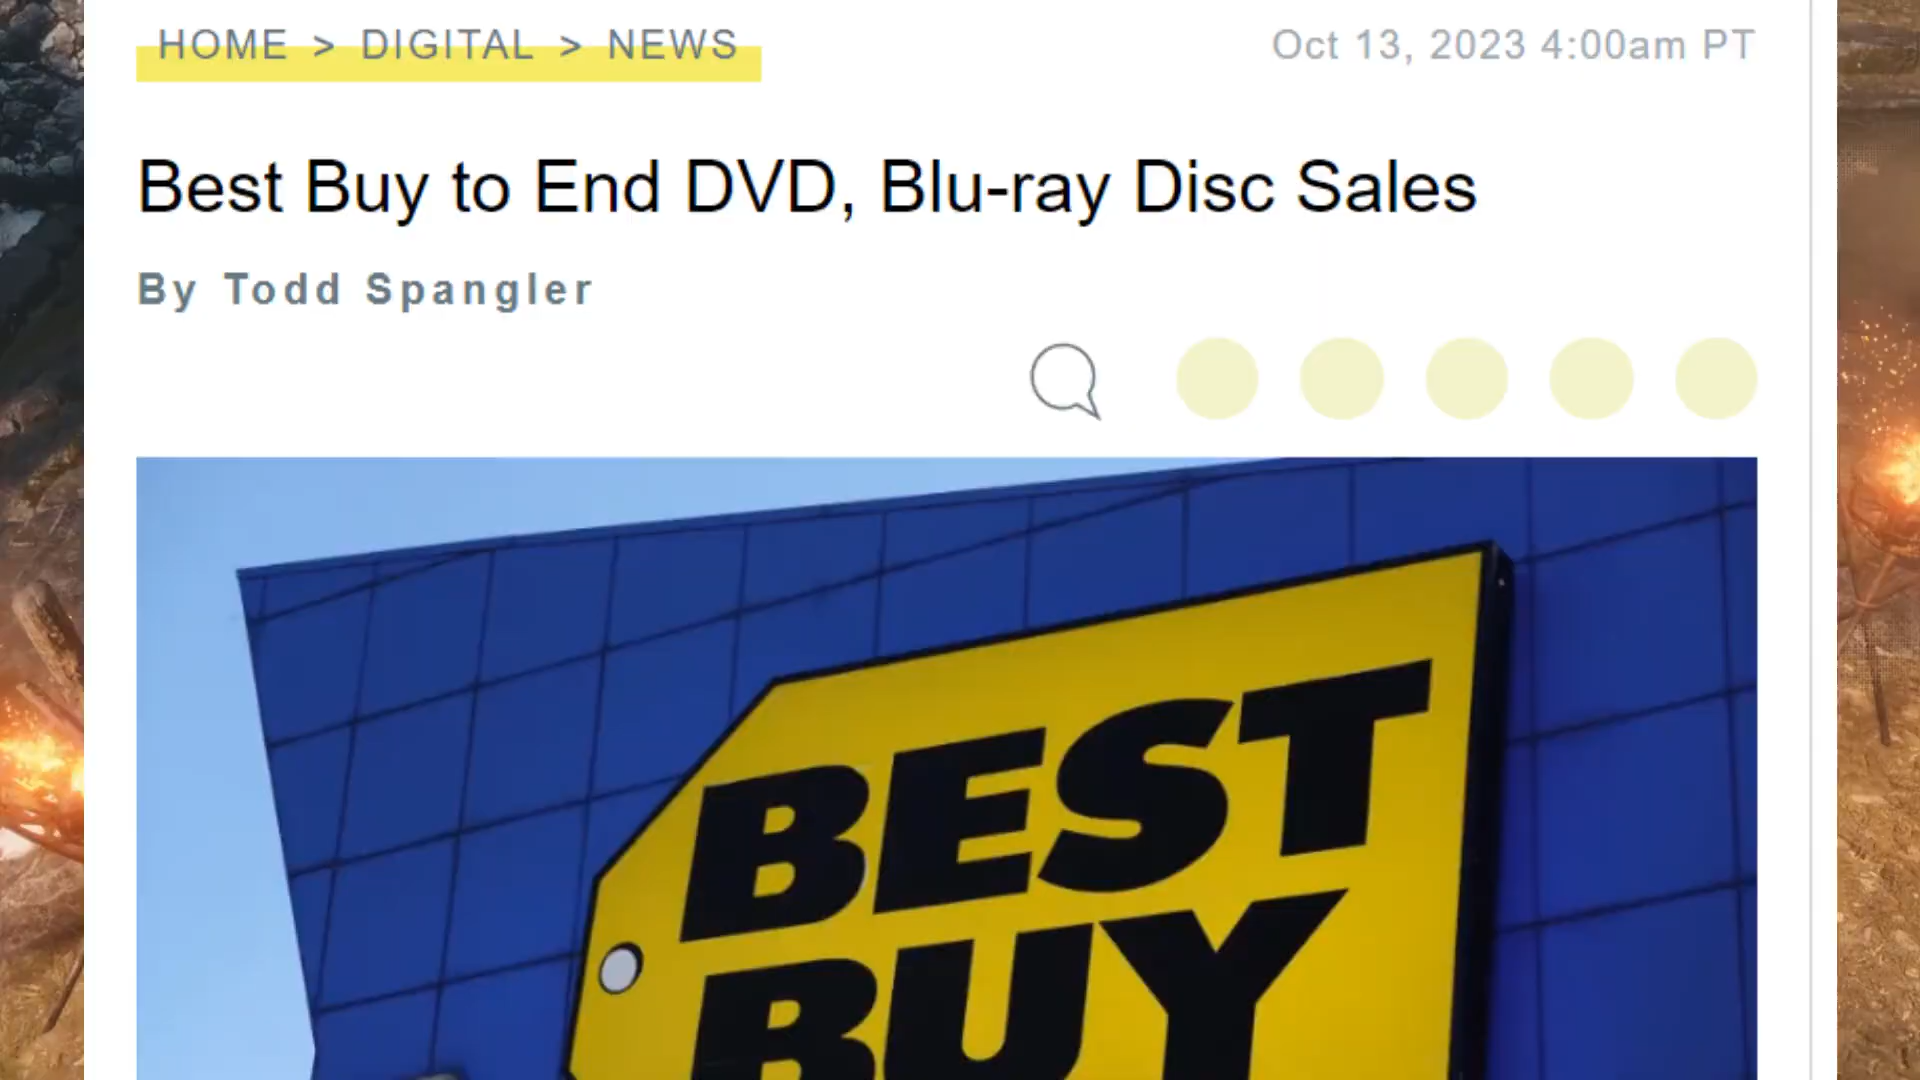 HOME > DIGITAL > NEWS
Oct 13, 2023 4:00am PT
Best Buy to End DVD, Blu-ray Disc Sales
By Todd Spangler
BEST
BUY